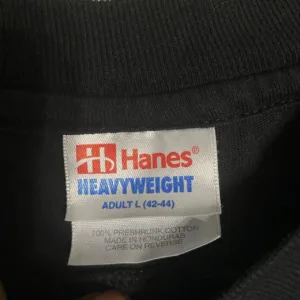 Hanes®
HEAVYWEIGHT
ADULT L (42-44)
100% PRESHRUNK COTTON
MADE IN HONDURAS
CARE ON REVERSE